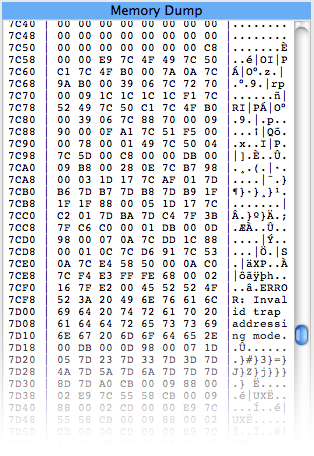 7C40 | 00 00 00 00 00 00 00 00 |........
7C48 | 00 00 00 00 00 00 00 00 |........
7C50 | 00 00 00 00 00 00 00 C8 |.......È
7C58 | 00 00 E9 7C 4F 49 7C 50 |..é|OI|P
7C60 | C1 7C 4F B0 00 7A 0A 7C |Á|O°.z.|
7C68 | 9A B0 00 39 06 7C 72 70 |.°.9.|rp
7C70 | 00 09 1C 1C 1C 1C F1 7C |......ñ|
7C78 | 52 49 7C 50 C1 7C 4F B0 |RI|PÁ|O°
7C80 | 00 39 06 7C 88 70 00 09 |.9.|.p..
7C88 | 90 00 0F A1 7C 51 F5 00 |...¡|Qõ.
7C90 | 00 78 00 01 49 7C 50 04 |.x..I|P.
7C98 | 7C 5D 00 C8 00 00 DB 00 ||].È..Û.
7CA0 | 09 B8 00 28 0E 7C B7 98 |.¸.(.|·.
7CA8 | 00 03 1D 17 7C AF 01 7D |....|¯.}
7CB0 | B6 7D B7 7D B8 7D B9 1F |¶}·}¸}¹.
7CB8 | 1F 1F 88 00 05 1D 17 7C |.......|
7CC0 | C2 01 7D BA 7D C4 7F 3B |Â.}º}Ä.;
7CC8 | 7F C6 C0 00 01 DB 00 0D |.ÆÀ..Û..
7CD0 | 98 00 07 0A 7C DD 1C 88 |....|Ý..
7CD8 | 00 01 0C 7C D6 91 7C 53 |...|Ö.|S
7CE0 | 0A 7C E4 58 50 00 0A C0 |.|äXP..À
7CE8 | 7C F4 E3 FF FE 68 00 02 ||ôãÿþh..
7CF0 | 16 7F E2 00 45 52 52 4F |..â.ERRO
7CF8 | 52 3A 20 49 6E 76 61 6C |R: Inval
7D00 | 69 64 20 74 72 61 70 20 |id trap
7D08 | 61 64 64 72 65 73 73 69 |addressi
7D10 | 6E 67 20 6D 6F 64 65 2E |ng mode.
7D18 | 00 DB 00 0D 98 00 07 1D |.Û......
7D20 | 05 7D 23 7D 33 7D 3D 7D |.}#}3}=}
7D28 | 4A 7D 5A 7D 6A 7D 7D 7D |J}Z}j}}}
7D30 | 8D 7D A0 CB 00 09 88 00 |.} Ë....
7D38 | 02 E9 7C 55 58 CB 00 09 |.é|UXË..
7D40 | 88 00 02 CD 00 00 E9 7C |...Í..é|
7D48 | 55 58 CB 00 09 88 00 02 |UXË.....